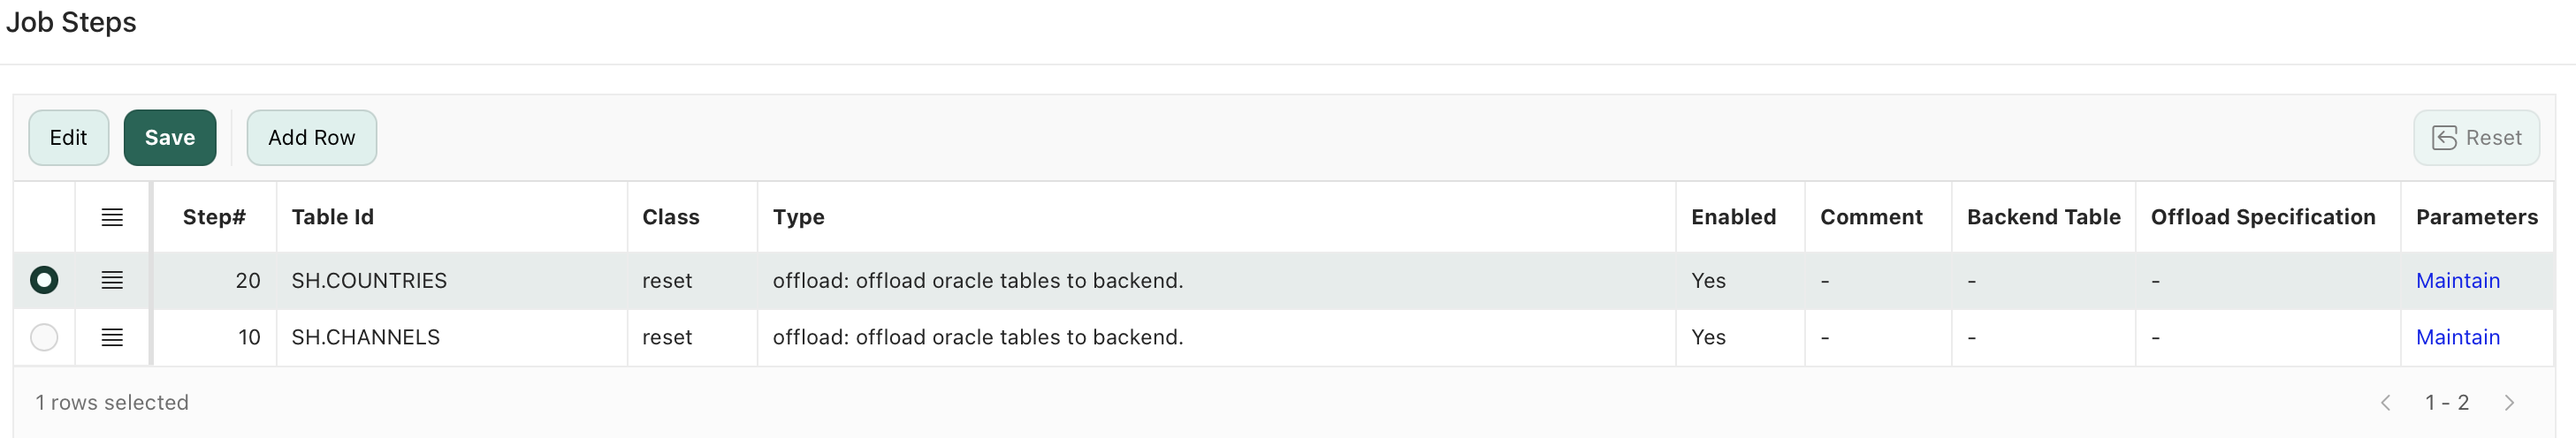 Job Steps
Edit Save Add Row Reset
Step# Table Id Class Type Enabled Comment Backend Table Offload Specification Parameters
20 SH.COUNTRIES reset offload: offload oracle tables to backend. Yes - - - Maintain
10 SH.CHANNELS reset offload: offload oracle tables to backend. Yes - - - Maintain
1 rows selected 1 - 2